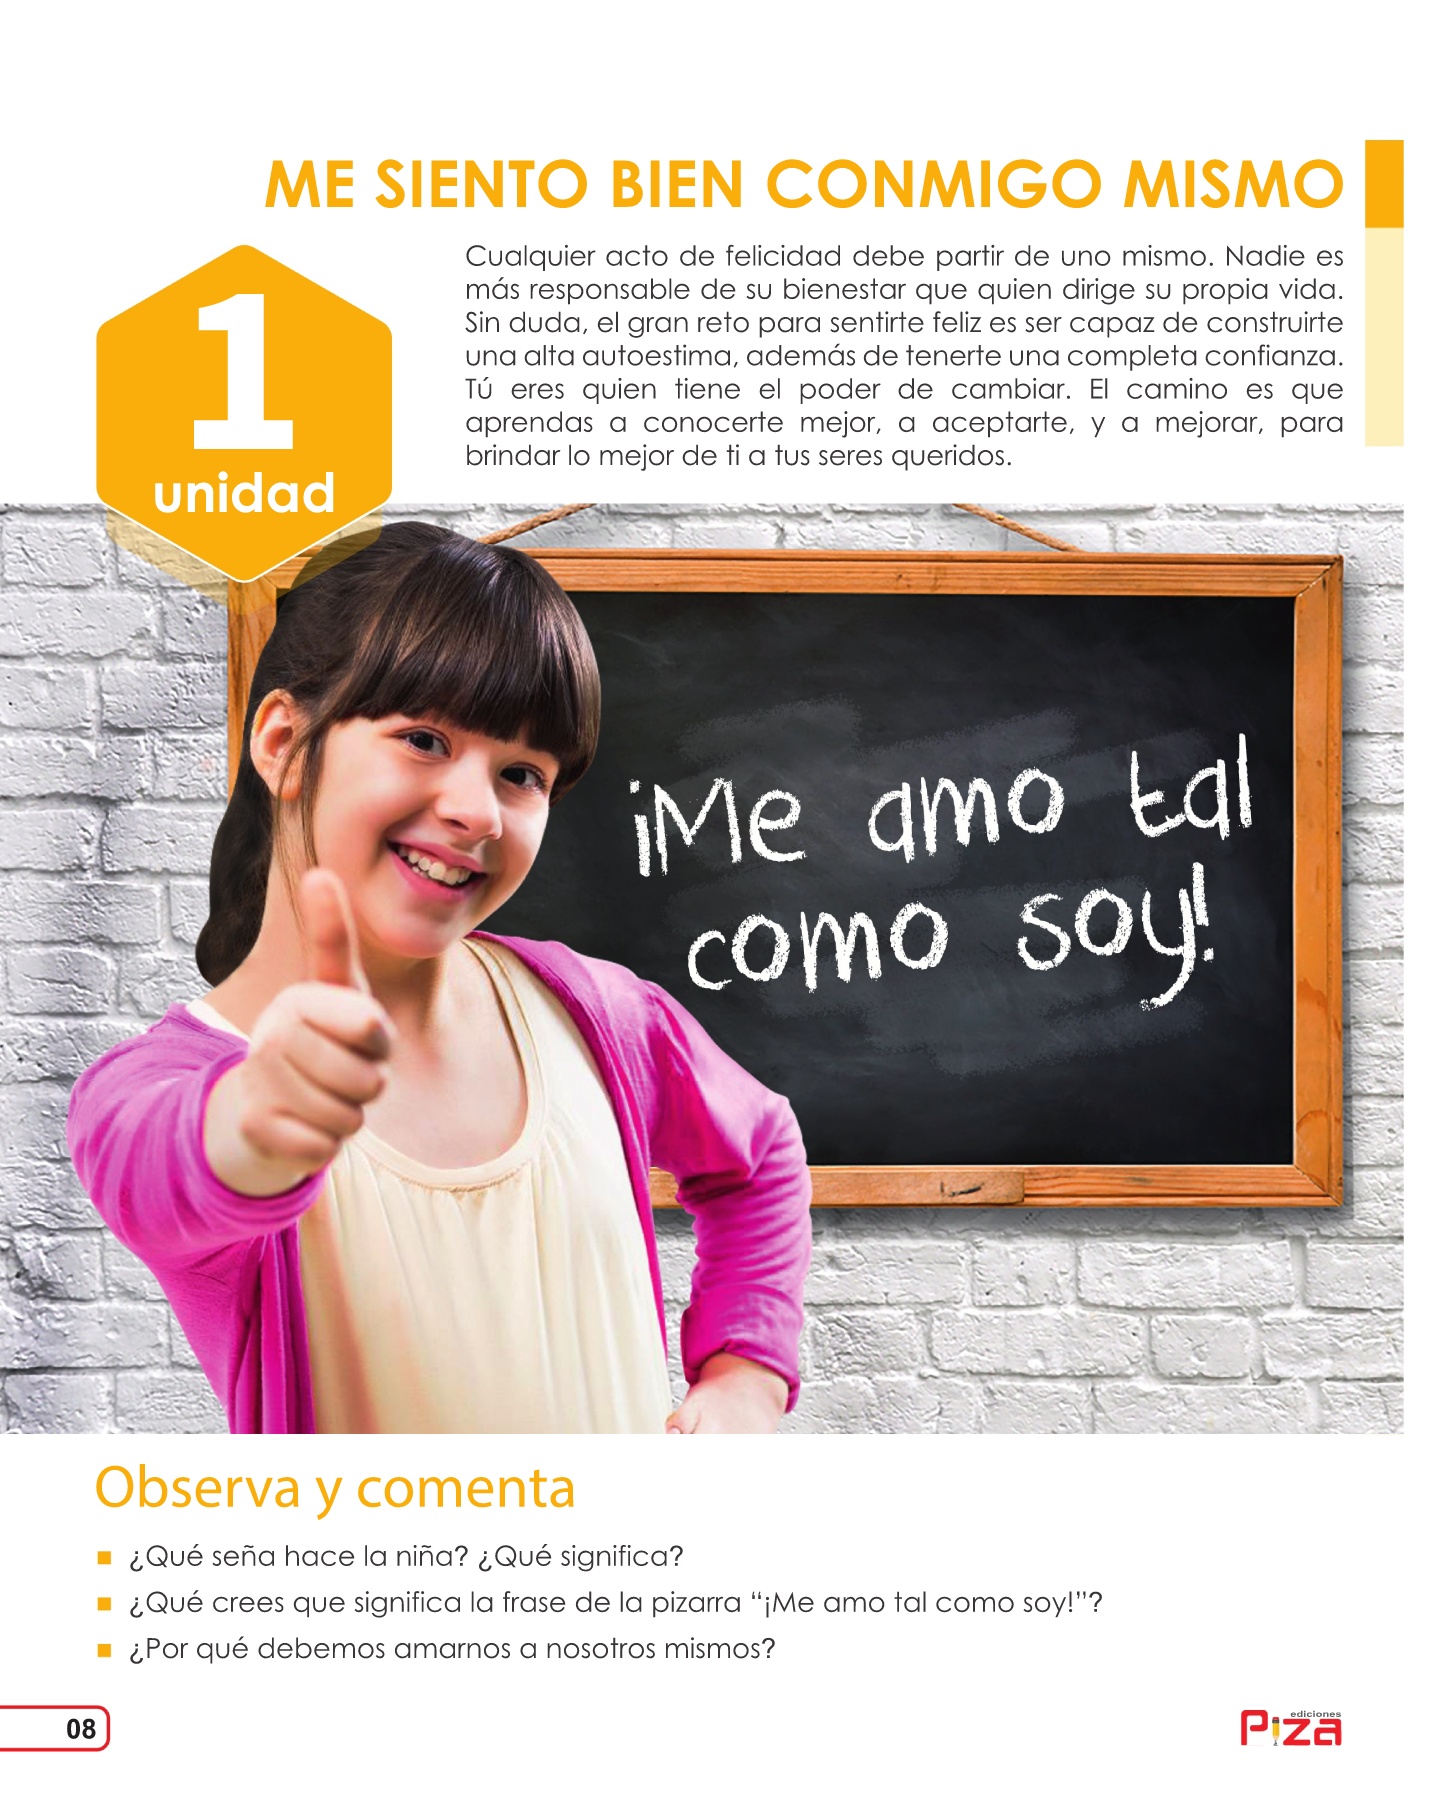 ME SIENTO BIEN CONMIGO MISMO
1
unidad
Cualquier acto de felicidad debe partir de uno mismo. Nadie es
más responsable de su bienestar que quien dirige su propia vida.
Sin duda, el gran reto para sentirte feliz es ser capaz de construirte
una alta autoestima, además de tenerte una completa confianza.
Tú eres quien tiene el poder de cambiar. El camino es que
aprendas a conocerte mejor, a aceptarte, y a mejorar, para
brindar lo mejor de ti a tus seres queridos.
¡Me amo tal
como soy!
Observa y comenta
¿Qué seña hace la niña? ¿Qué significa?
¿Qué crees que significa la frase de la pizarra “¡Me amo tal como soy!”?
¿Por qué debemos amarnos a nosotros mismos?
08
ediciones
Piza